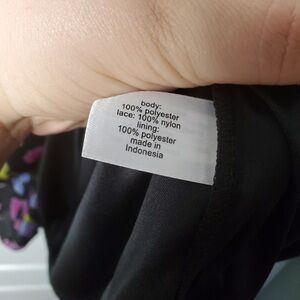 body:
100% polyester
lace: 100% nylon
lining:
100% polyester
made in
Indonesia